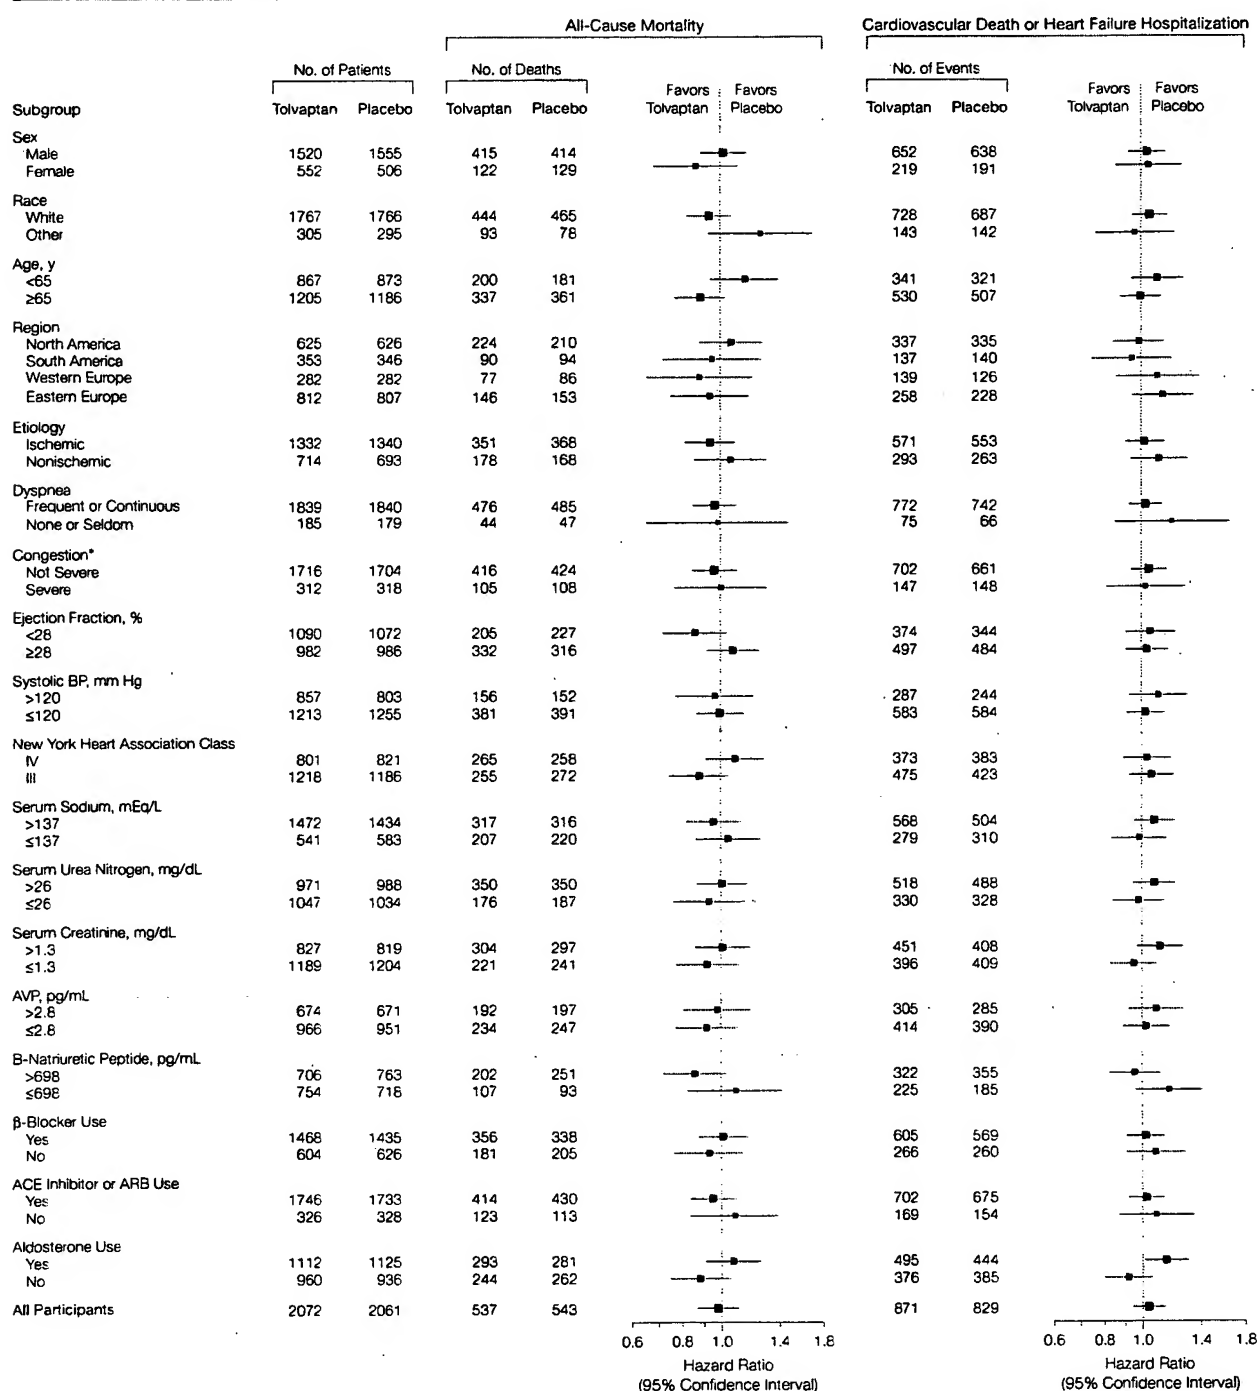 All-Cause Mortality Cardiovascular Death or Heart Failure Hospitalization
No. of Patients No. of Deaths No. of Events
Favors Favors Favors Favors
Subgroup Tolvaptan Placebo Tolvaptan Placebo Tolvaptan Placebo Tolvaptan Placebo Tolvaptan Placebo
Sex
Male 1520 1555 415 414 652 638
Female 552 506 122 129 219 191
Race
White 1767 1766 444 465 728 687
Other 305 295 93 78 143 142
Age, y
<65 867 873 200 181 341 321
≥65 1205 1186 337 361 530 507
Region
North America 625 626 224 210 337 335
South America 353 346 90 94 137 140
Western Europe 282 282 77 86 139 126
Eastern Europe 812 807 146 153 258 228
Etiology
Ischemic 1332 1340 351 368 571 553
Nonischemic 714 693 178 168 293 263
Dyspnea
Frequent or Continuous 1839 1840 476 485 772 742
None or Seldom 185 179 44 47 75 66
Congestion*
Not Severe 1716 1704 416 424 702 661
Severe 312 318 105 108 147 148
Ejection Fraction, %
<28 1090 1072 205 227 374 344
≥28 982 986 332 316 497 484
Systolic BP, mm Hg
>120 857 803 156 152 287 244
≤120 1213 1255 381 391 583 584
New York Heart Association Class
IV 801 821 265 258 373 383
III 1218 1186 255 272 475 423
Serum Sodium, mEq/L
>137 1472 1434 317 316 568 504
≤137 541 583 207 220 279 310
Serum Urea Nitrogen, mg/dL
>26 971 988 350 350 518 488
≤26 1047 1034 176 187 330 328
Serum Creatinine, mg/dL
>1.3 827 819 304 297 451 408
≤1.3 1189 1204 221 241 396 409
AVP, pg/mL
>2.8 674 671 192 197 305 285
≤2.8 966 951 234 247 414 390
B-Natriuretic Peptide, pg/mL
>698 706 763 202 251 322 355
≤698 754 718 107 93 225 185
β-Blocker Use
Yes 1468 1435 356 338 605 569
No 604 626 181 205 266 260
ACE Inhibitor or ARB Use
Yes 1746 1733 414 430 702 675
No 326 328 123 113 169 154
Aldosterone Use
Yes 1112 1125 293 281 495 444
No 960 936 244 262 376 385
All Participants 2072 2061 537 543 871 829
0.6 0.8 1.0 1.4 1.8 0.6 0.8 1.0 1.4 1.8
Hazard Ratio Hazard Ratio
(95% Confidence Interval) (95% Confidence Interval)